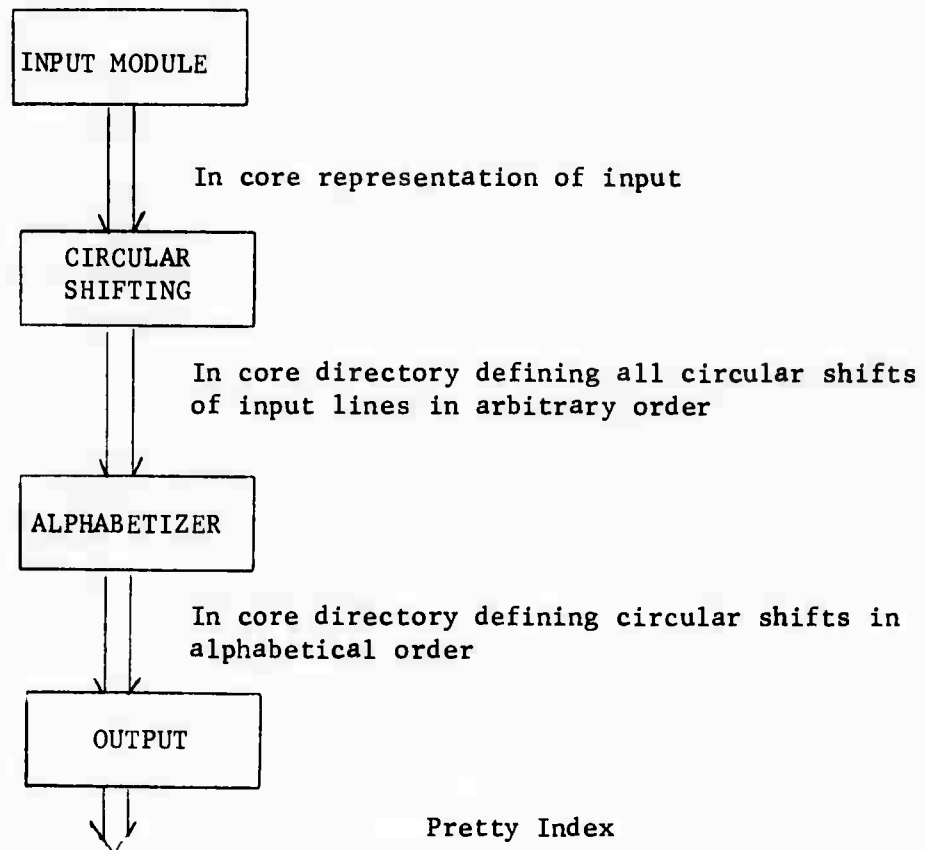 INPUT MODULE
In core representation of input
CIRCULAR
SHIFTING
In core directory defining all circular shifts
of input lines in arbitrary order
ALPHABETIZER
In core directory defining circular shifts in
alphabetical order
OUTPUT
Pretty Index